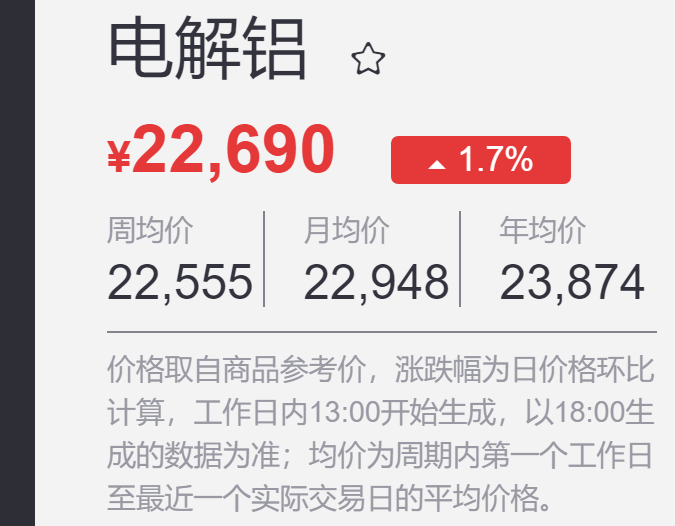 电解铝
¥22,690
1.7%
周均价 月均价 年均价
22,555 22,948 23,874
价格取自商品参考价，涨跌幅为日价格环比
计算，工作日内13:00开始生成，以18:00生
成的数据为准；均价为周期内第一个工作日
至最近一个实际交易日的平均价格。